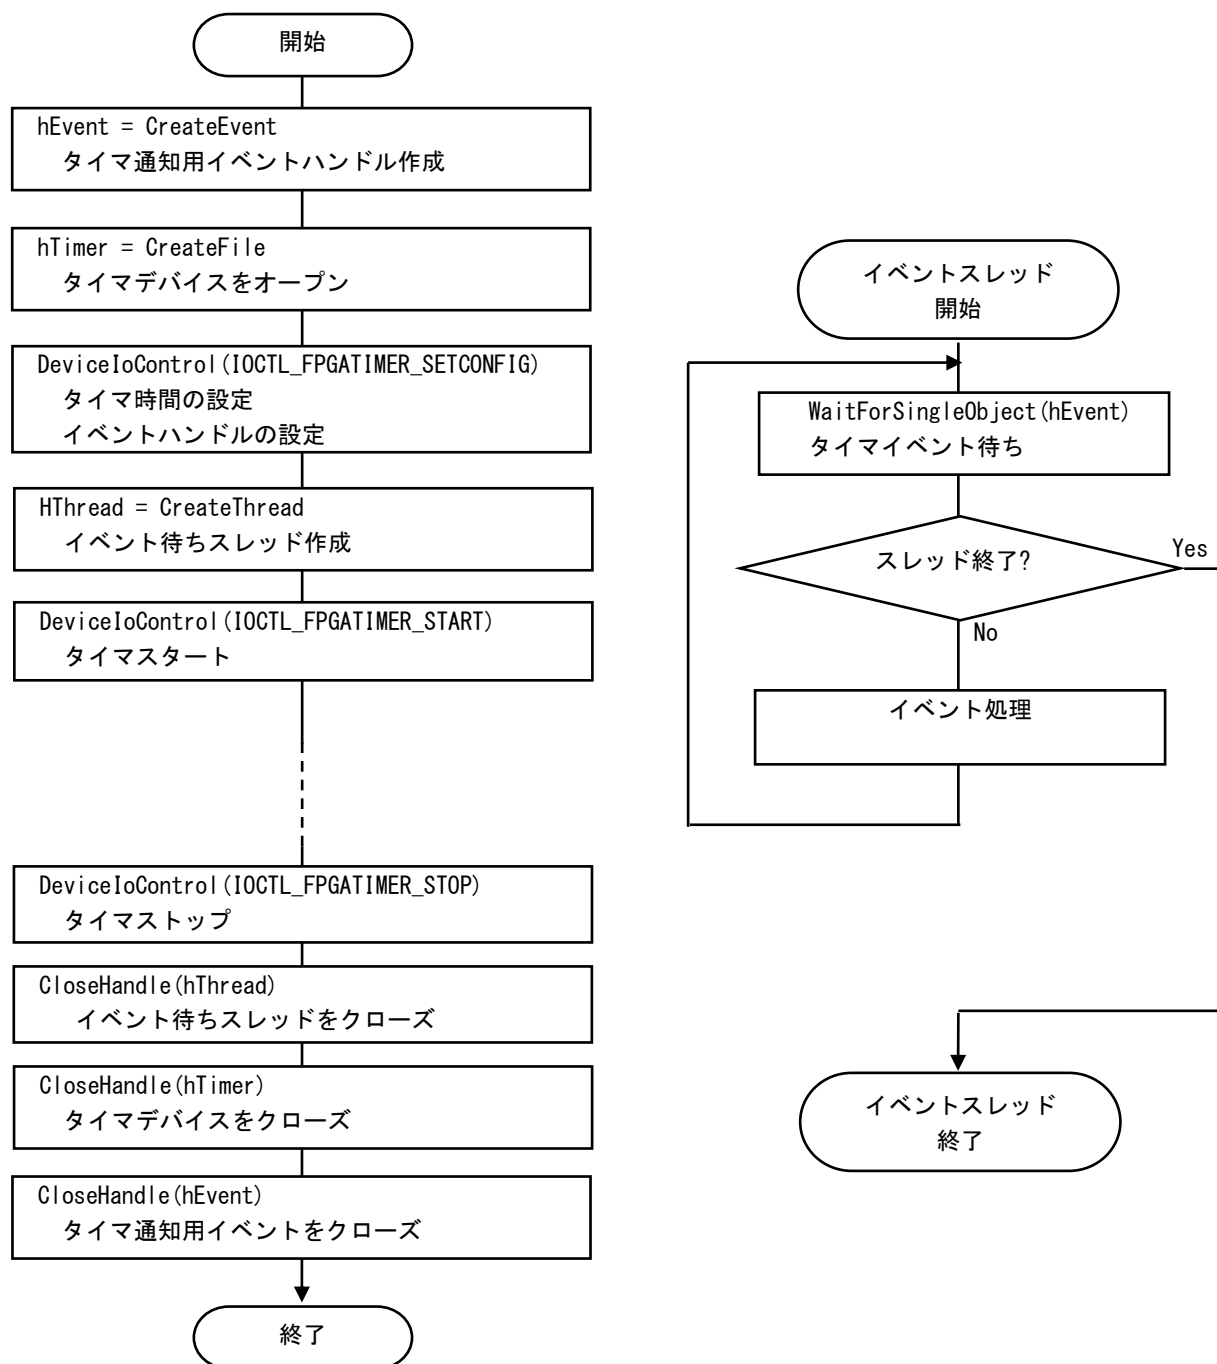 開始
hEvent = CreateEvent
タイマ通知用イベントハンドル作成
hTimer = CreateFile
タイマデバイスをオープン
DeviceIoControl(IOCTL_FPGATIMER_SETCONFIG)
タイマ時間の設定
イベントハンドルの設定
HThread = CreateThread
イベント待ちスレッド作成
DeviceIoControl(IOCTL_FPGATIMER_START)
タイマスタート
DeviceIoControl(IOCTL_FPGATIMER_STOP)
タイマストップ
CloseHandle(hThread)
イベント待ちスレッドをクローズ
CloseHandle(hTimer)
タイマデバイスをクローズ
CloseHandle(hEvent)
タイマ通知用イベントをクローズ
終了
イベントスレッド
開始
WaitForSingleObject(hEvent)
タイマイベント待ち
スレッド終了?
Yes
No
イベント処理
イベントスレッド
終了